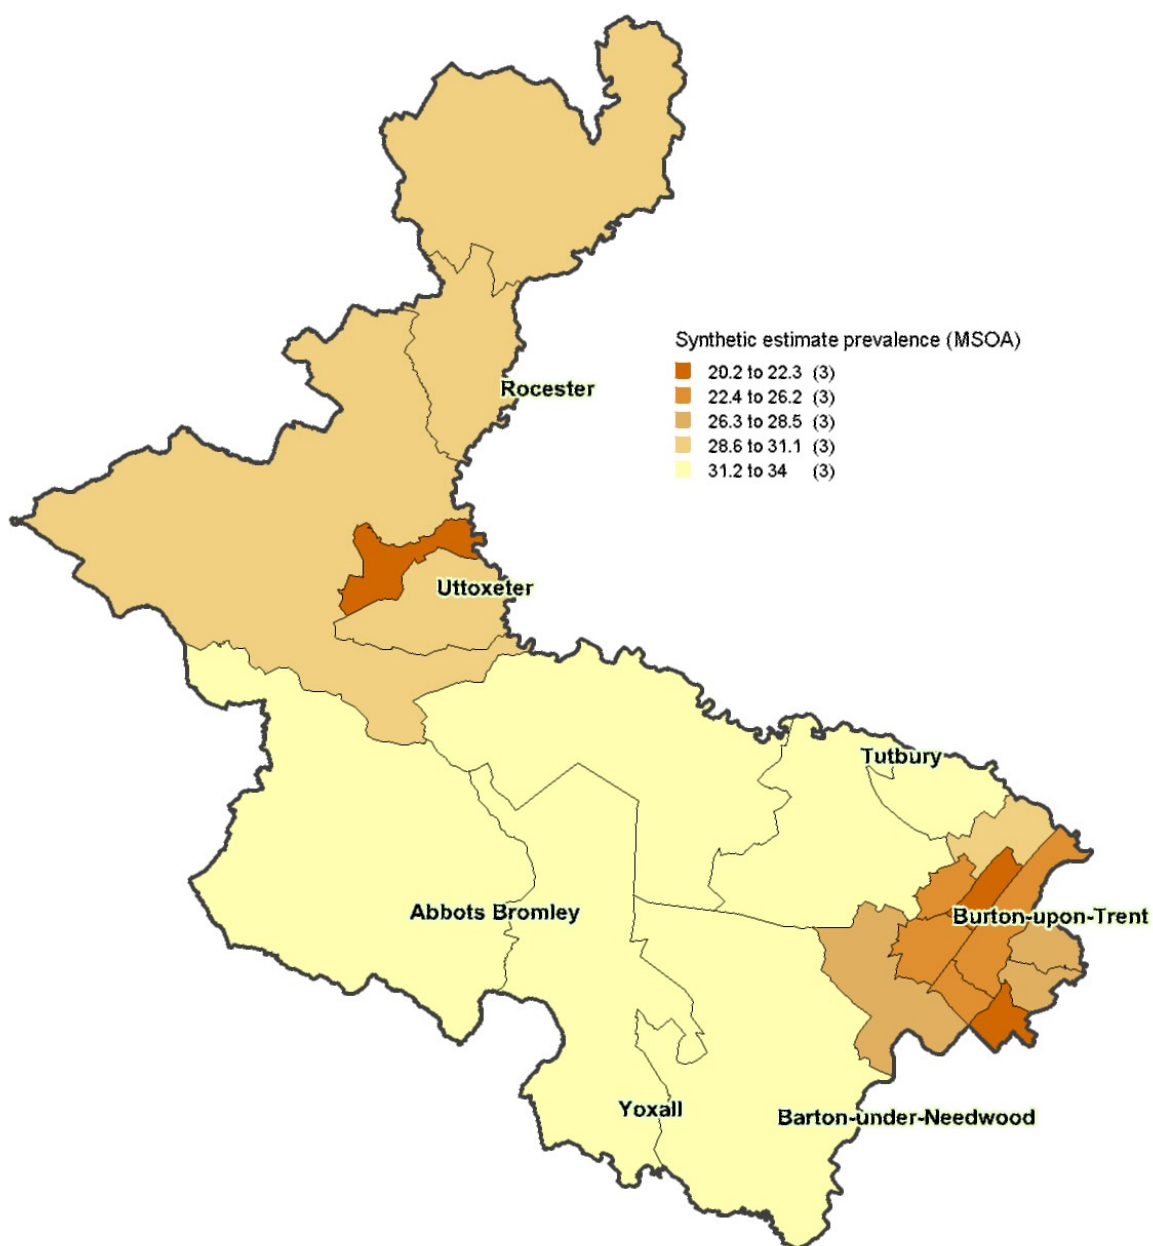 Synthetic estimate prevalence (MSOA)
20.2 to 22.3 (3)
22.4 to 26.2 (3)
26.3 to 28.5 (3)
28.6 to 31.1 (3)
31.2 to 34 (3)
Rocester
Uttoxeter
Tutbury
Abbots Bromley
Burton-upon-Trent
Yoxall
Barton-under-Needwood